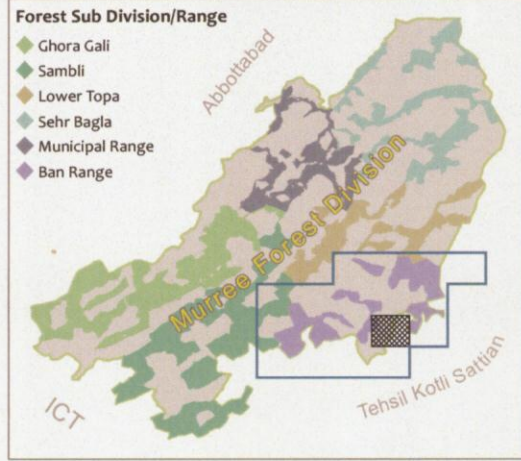 Forest Sub Division/Range
Ghora Gali
Sambli
Lower Topa
Sehr Bagla
Municipal Range
Ban Range
Abbottabad
Murree Forest Division
ICT
Tehsil Kotli Sattian